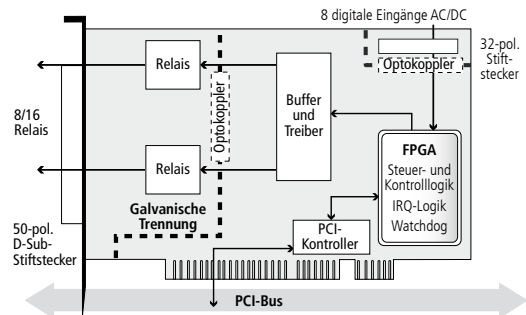 8 digitale Eingänge AC/DC
32-pol.
Stift-
stecker
Optokoppler
Relais
Optokoppler
Buffer
und
Treiber
8/16
Relais
FPGA
Steuer- und
Kontrolllogik
IRQ-Logik
Watchdog
Relais
Galvanische
Trennung
PCI-
Kontroller
50-pol.
D-Sub-
Stiftstecker
PCI-Bus